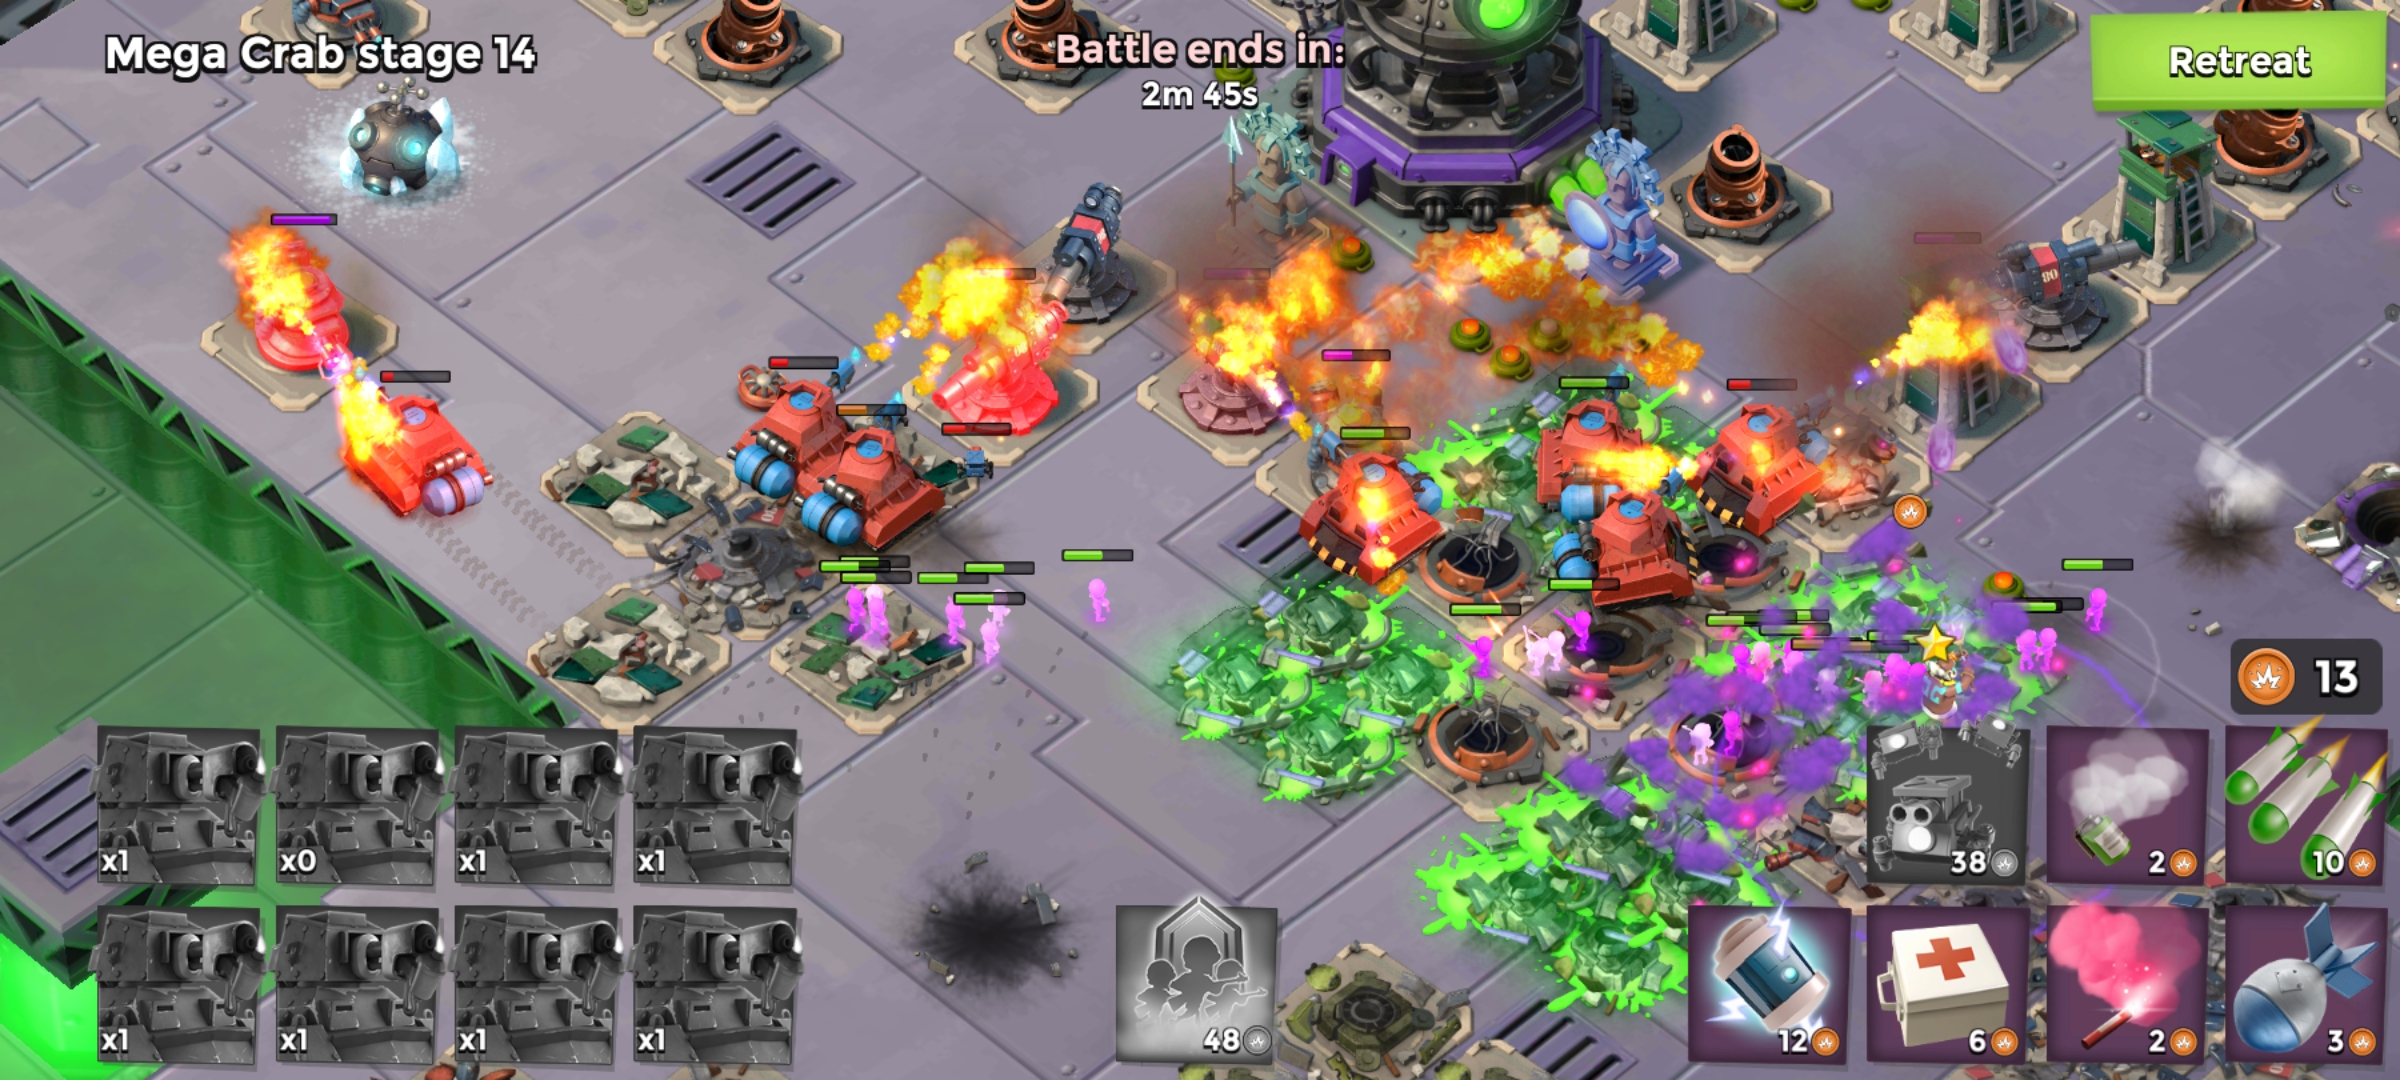 Mega Crab stage 14
Battle ends in:
2m 45s
Retreat
13
x1
x0
x1
x1
38
2
10
x1
x1
x1
x1
48
12
6
2
3